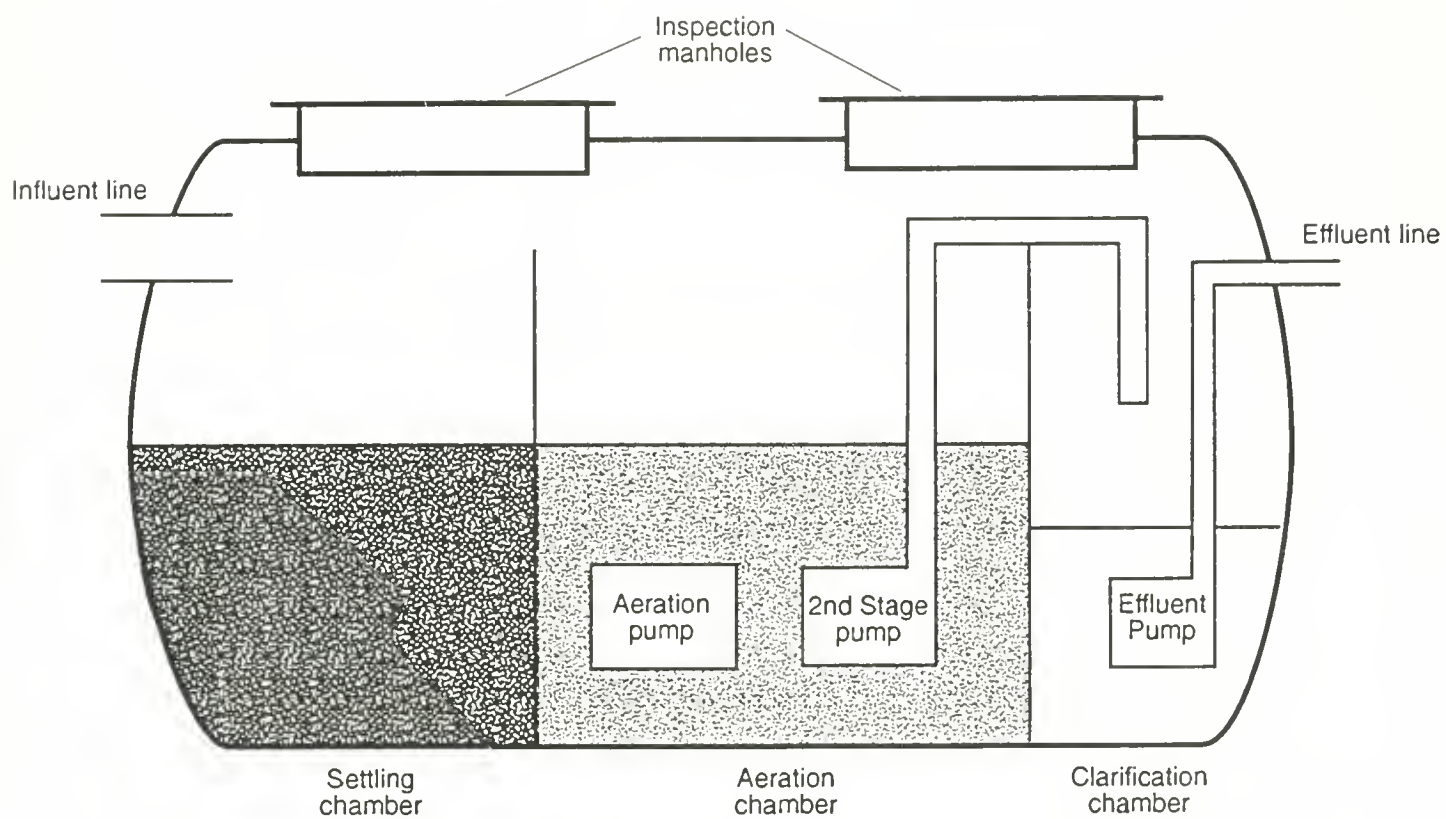 Inspection
manholes
Influent line
Effluent line
Aeration
pump
2nd Stage
pump
Effluent
Pump
Settling
chamber
Aeration
chamber
Clarification
chamber